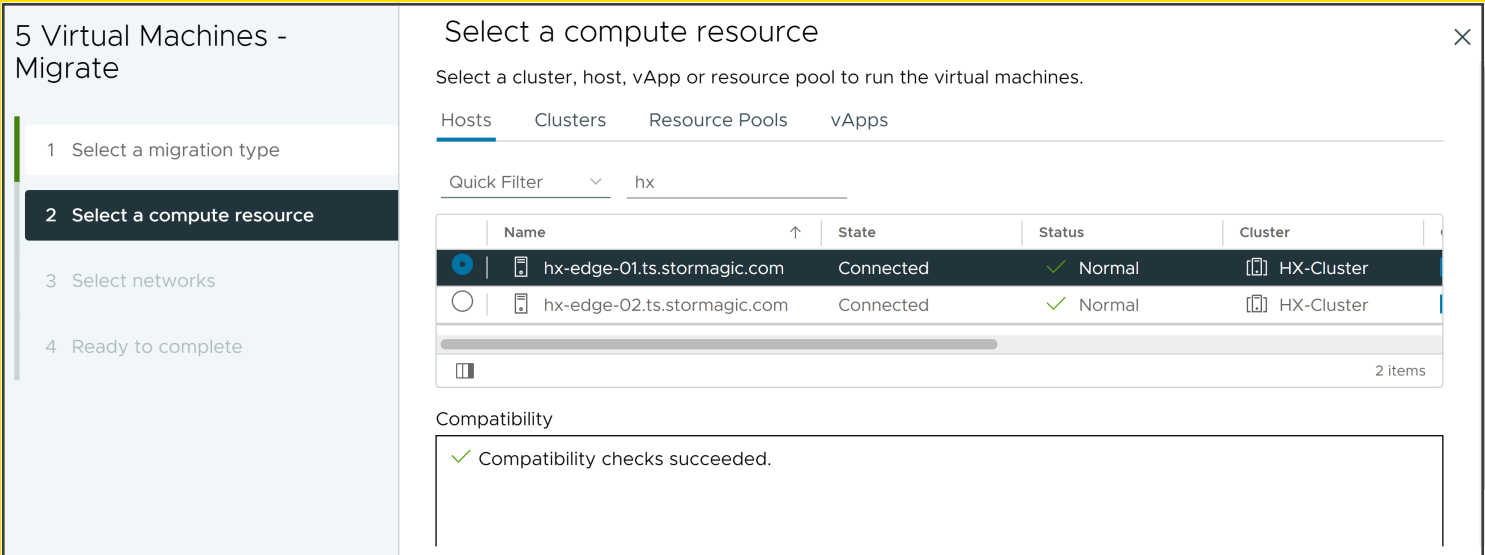 5 Virtual Machines -
Migrate
1 Select a migration type
2 Select a compute resource
3 Select networks
4 Ready to complete
Select a compute resource
Select a cluster, host, vApp or resource pool to run the virtual machines.
Hosts Clusters Resource Pools vApps
Quick Filter hx
Name State Status Cluster
hx-edge-01.ts.stormagic.com Connected Normal HX-Cluster
hx-edge-02.ts.stormagic.com Connected Normal HX-Cluster
2 items
Compatibility
Compatibility checks succeeded.